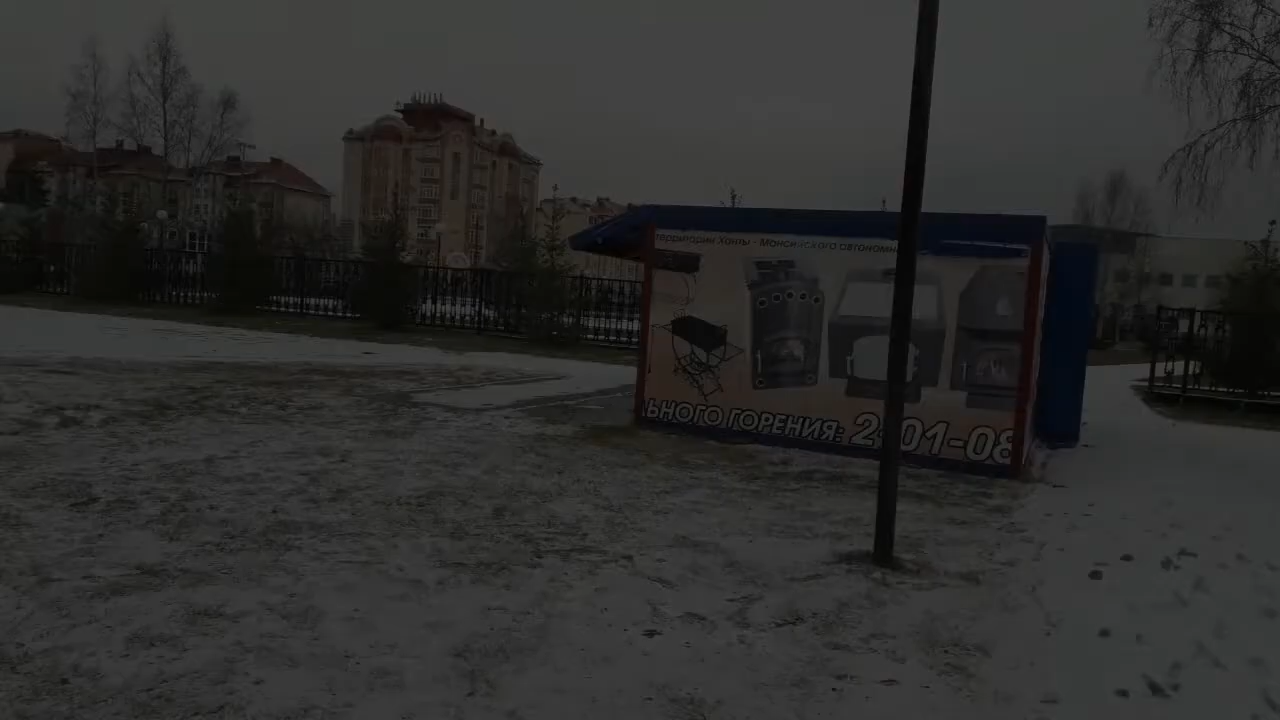 территории Ханты - Мансийского автономн
ЬНОГО ГОРЕНИЯ: 2-01-08